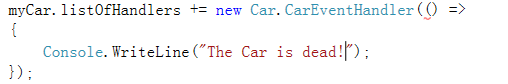 myCar.listOfHandlers += new Car.CarEventHandler(() =>
{
    Console.WriteLine("The Car is dead!");
});